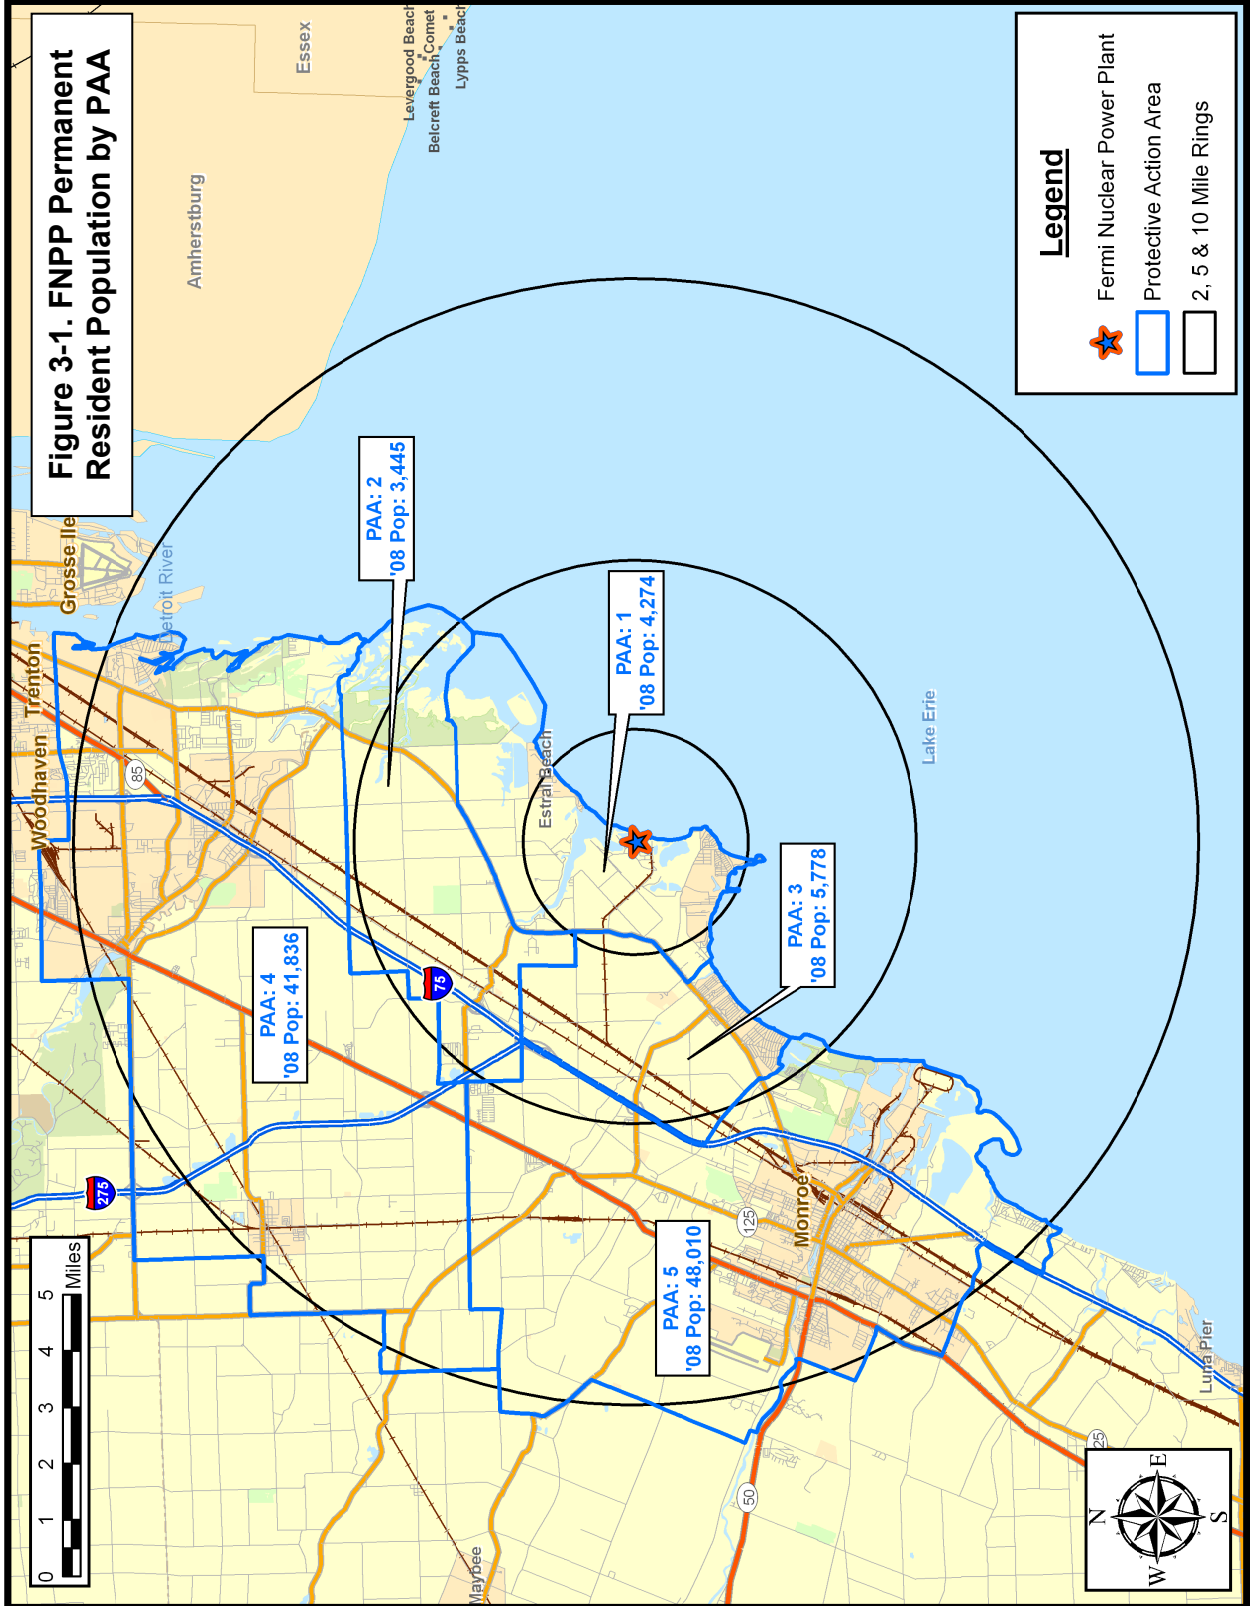 Figure 3-1. FNPP Permanent
Resident Population by PAA
Essex
Amherstburg
Levergood Beach
Comet
Belcreft Beach
Lypps Beach
Grosse Ile
Detroit River
Trenton
Woodhaven
85
PAA: 2
'08 Pop: 3,445
PAA: 1
'08 Pop: 4,274
Estral Beach
Lake Erie
PAA: 3
'08 Pop: 5,778
PAA: 4
'08 Pop: 41,836
75
275
PAA: 5
'08 Pop: 48,010
125
Monroe
50
25
Luna Pier
Maybee
0 1 2 3 4 5
Miles
Legend
Fermi Nuclear Power Plant
Protective Action Area
2, 5 & 10 Mile Rings
N
W E
S